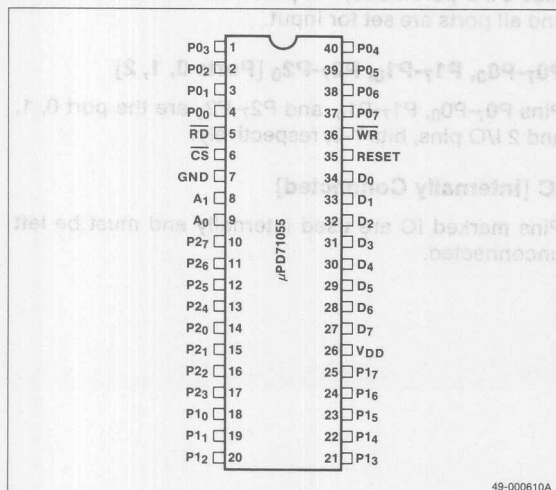 P03 1 40 P04
P02 2 39 P05
P01 3 38 P06
P00 4 37 P07
R̅D̅ 5 36 W̅R̅
C̅S̅ 6 35 RESET
GND 7 34 D0
A1 8 33 D1
A0 9 32 D2
P27 10 31 D3
P26 11 30 D4
P25 12 29 D5
P24 13 28 D6
P20 14 27 D7
P21 15 26 VDD
P22 16 25 P17
P23 17 24 P16
P10 18 23 P15
P11 19 22 P14
P12 20 21 P13
µPD71055
49-000610A